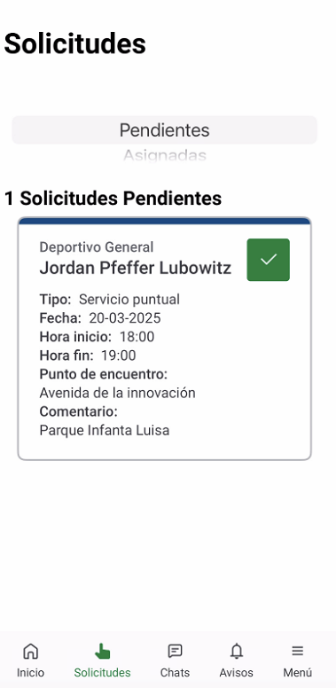 Solicitudes
Pendientes
Asignadas
1 Solicitudes Pendientes
Deportivo General
Jordan Pfeffer Lubowitz
Tipo: Servicio puntual
Fecha: 20-03-2025
Hora inicio: 18:00
Hora fin: 19:00
Punto de encuentro:
Avenida de la innovación
Comentario:
Parque Infanta Luisa
Inicio Solicitudes Chats Avisos Menú